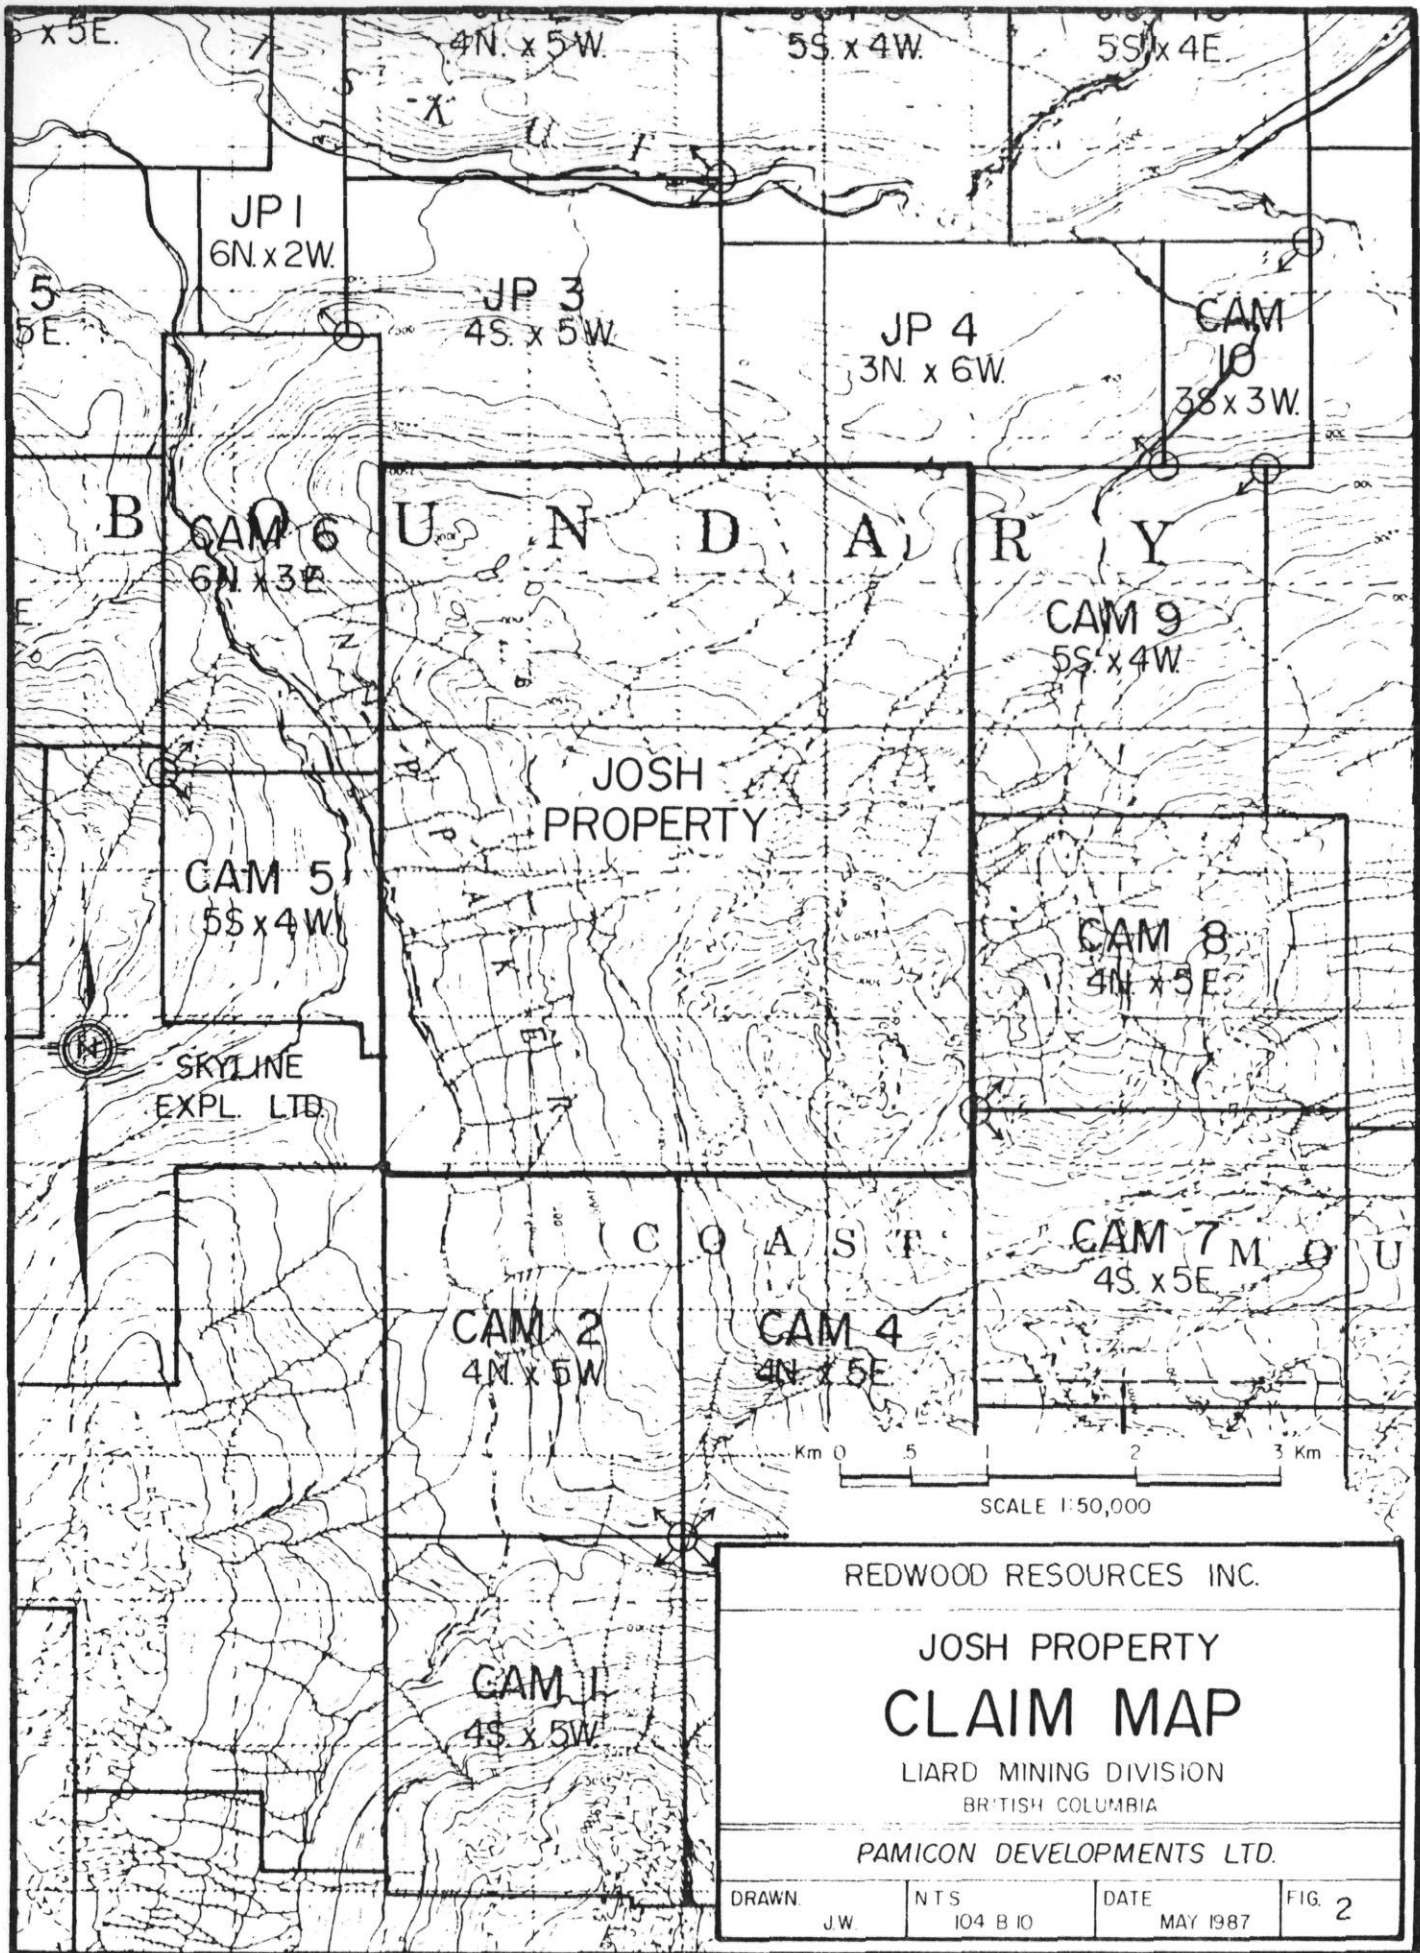 x 5E.
4N. x 5W.
5S. x 4W.
5S. x 4E.
I S K U T
JP 1
6N. x 2W.
5
5E.
JP 3
4S. x 5W.
JP 4
3N. x 6W.
CAM
10
3S x 3W.
B O U N D A R Y
CAM 6
6N. x 3E
E.
CAM 9
5S. x 4W.
SNIPPAKER
JOSH
PROPERTY
CAM 5
5S x 4W
CAM 8
4N. x 5E.
N
SKYLINE
EXPL. LTD.
C O A S T M O U
CAM 7
4S. x 5E.
CAM 2
4N. x 5W.
CAM 4
4N. x 5E.
Km 0 .5 1 2 3 Km
SCALE 1:50,000
CAM 1
4S. x 5W.
REDWOOD RESOURCES INC.
JOSH PROPERTY
CLAIM MAP
LIARD MINING DIVISION
BRITISH COLUMBIA
PAMICON DEVELOPMENTS LTD.
DRAWN. J.W.
N T S 104 B 10
DATE MAY 1987
FIG. 2